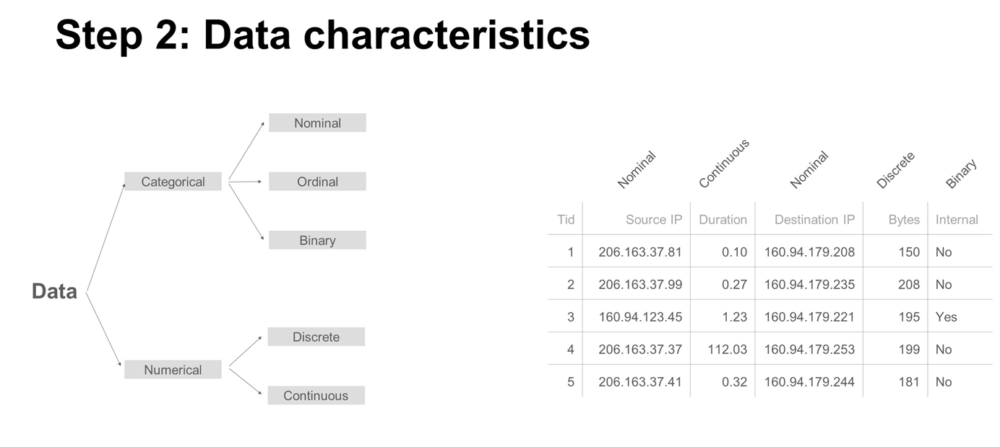 Step 2: Data characteristics
Data
Categorical
Nominal
Ordinal
Binary
Numerical
Discrete
Continuous
Nominal Continuous Nominal Discrete Binary
Tid Source IP Duration Destination IP Bytes Internal
1 206.163.37.81 0.10 160.94.179.208 150 No
2 206.163.37.99 0.27 160.94.179.235 208 No
3 160.94.123.45 1.23 160.94.179.221 195 Yes
4 206.163.37.37 112.03 160.94.179.253 199 No
5 206.163.37.41 0.32 160.94.179.244 181 No